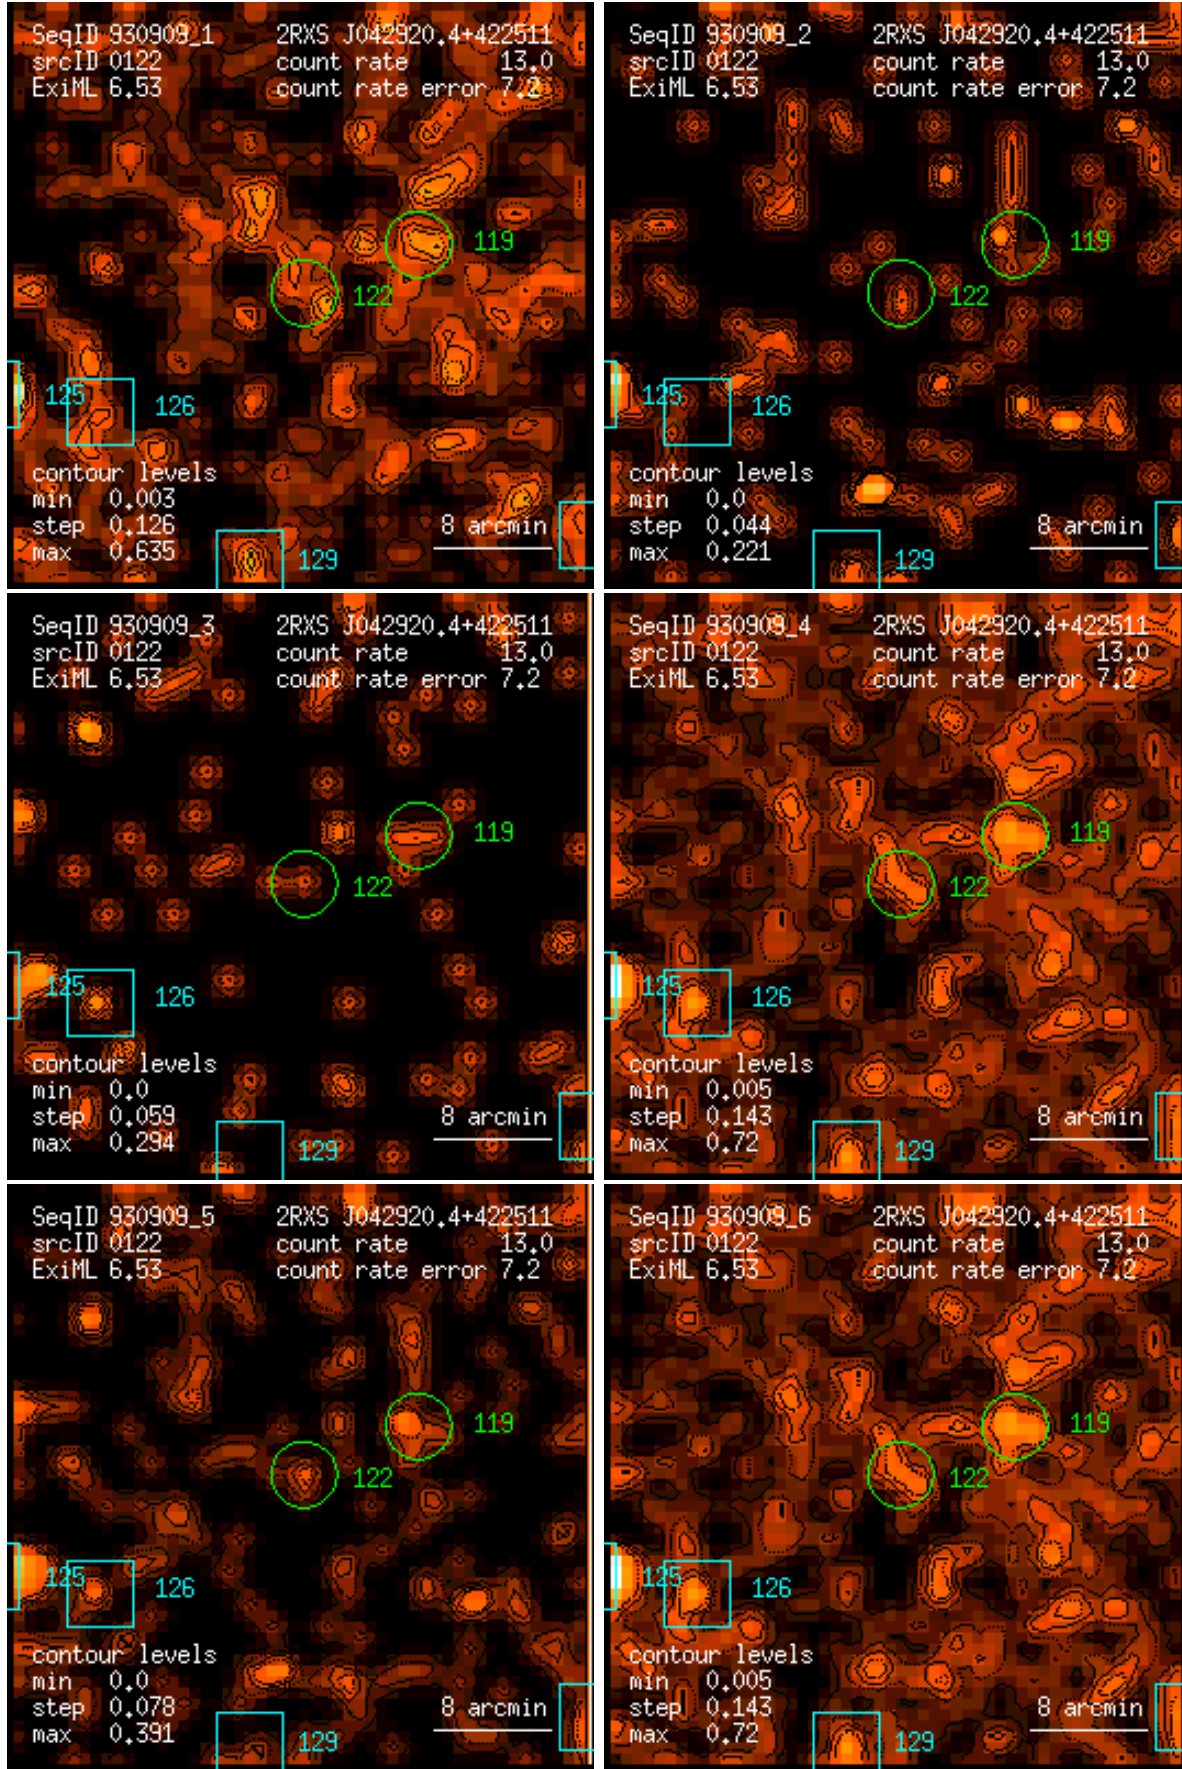 SeqID 930909_1 2RXS J042920.4+422511
srcID 0122 count rate 13.0
ExiML 6.53 count rate error 7.2
119
122
125 126
contour levels
min 0.003
step 0.126 8 arcmin
max 0.635
129
SeqID 930909_2 2RXS J042920.4+422511
srcID 0122 count rate 13.0
ExiML 6.53 count rate error 7.2
119
122
125 126
contour levels
min 0.0
step 0.044 8 arcmin
max 0.221
129
SeqID 930909_3 2RXS J042920.4+422511
srcID 0122 count rate 13.0
ExiML 6.53 count rate error 7.2
119
122
125 126
contour levels
min 0.0
step 0.059 8 arcmin
max 0.294
129
SeqID 930909_4 2RXS J042920.4+422511
srcID 0122 count rate 13.0
ExiML 6.53 count rate error 7.2
119
122
125 126
contour levels
min 0.005
step 0.143 8 arcmin
max 0.72
129
SeqID 930909_5 2RXS J042920.4+422511
srcID 0122 count rate 13.0
ExiML 6.53 count rate error 7.2
119
122
125 126
contour levels
min 0.0
step 0.078 8 arcmin
max 0.391
129
SeqID 930909_6 2RXS J042920.4+422511
srcID 0122 count rate 13.0
ExiML 6.53 count rate error 7.2
119
122
125 126
contour levels
min 0.005
step 0.143 8 arcmin
max 0.72
129